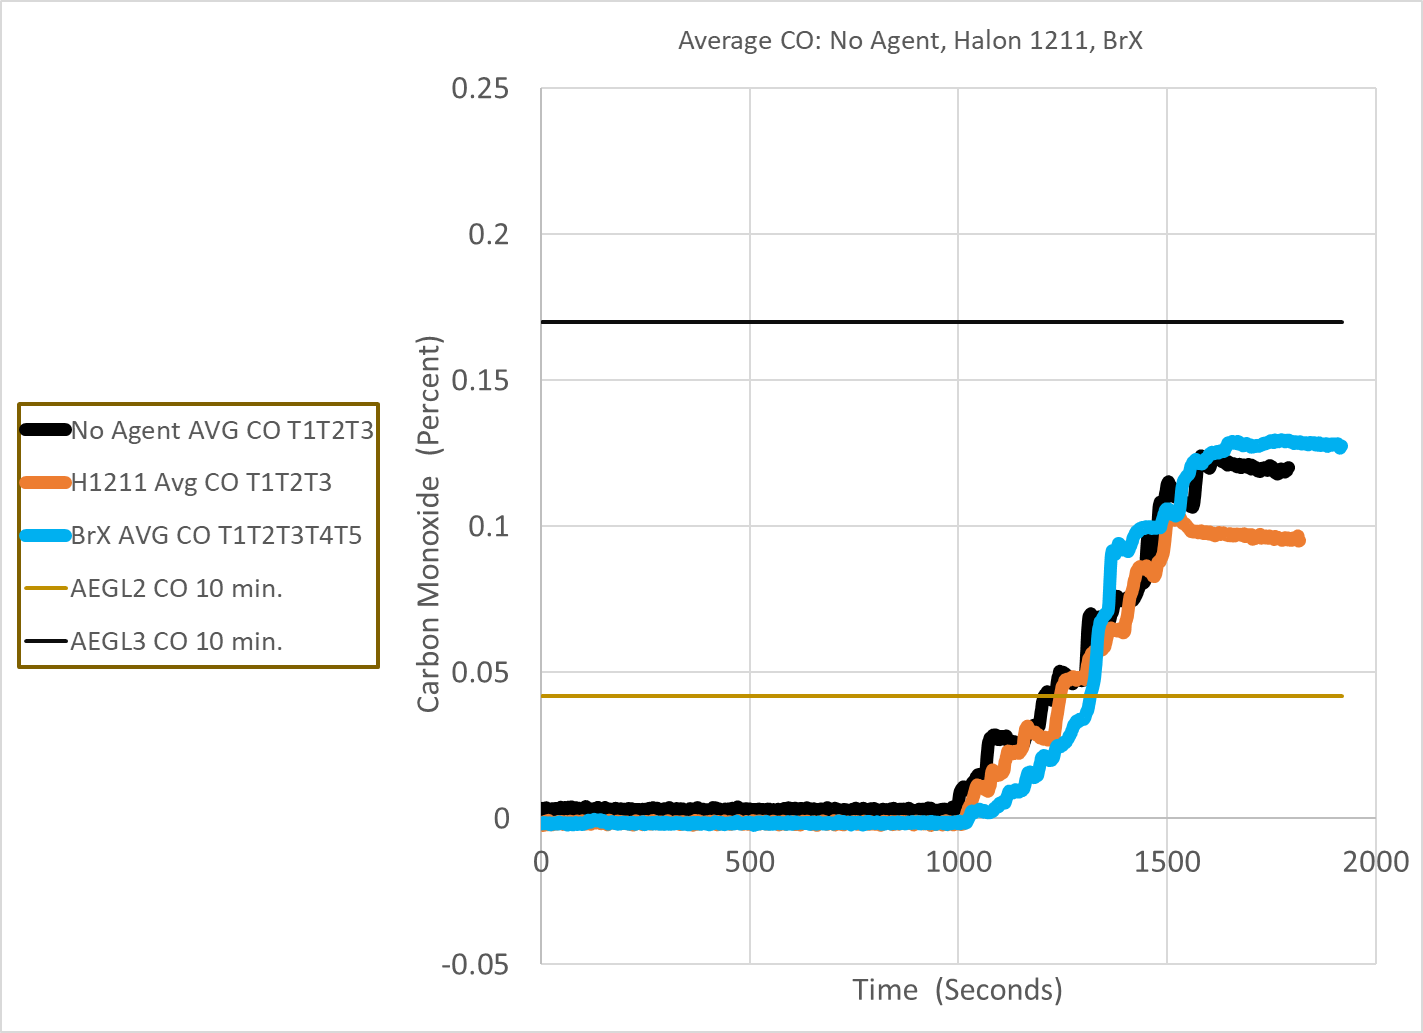 Average CO: No Agent, Halon 1211, BrX
0.25
0.2
0.15
0.1
0.05
0
-0.05
Carbon Monoxide  (Percent)
No Agent AVG CO T1T2T3
H1211 Avg CO T1T2T3
BrX AVG CO T1T2T3T4T5
AEGL2 CO 10 min.
AEGL3 CO 10 min.
0 500 1000 1500 2000
Time  (Seconds)